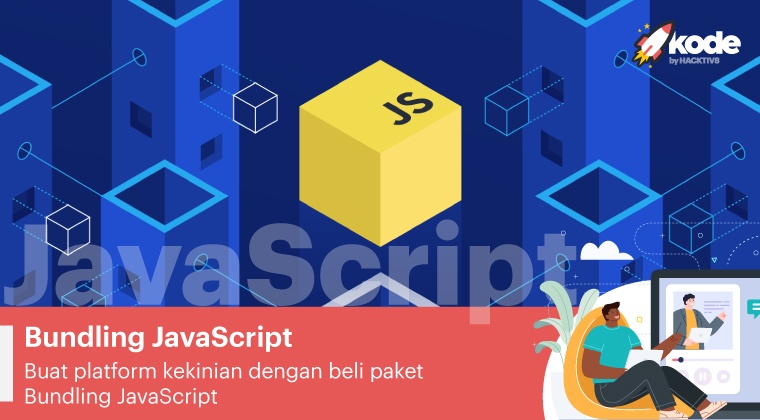 kode
by HACKTIV8
JS
JavaScript
Bundling JavaScript
Buat platform kekinian dengan beli paket
Bundling JavaScript